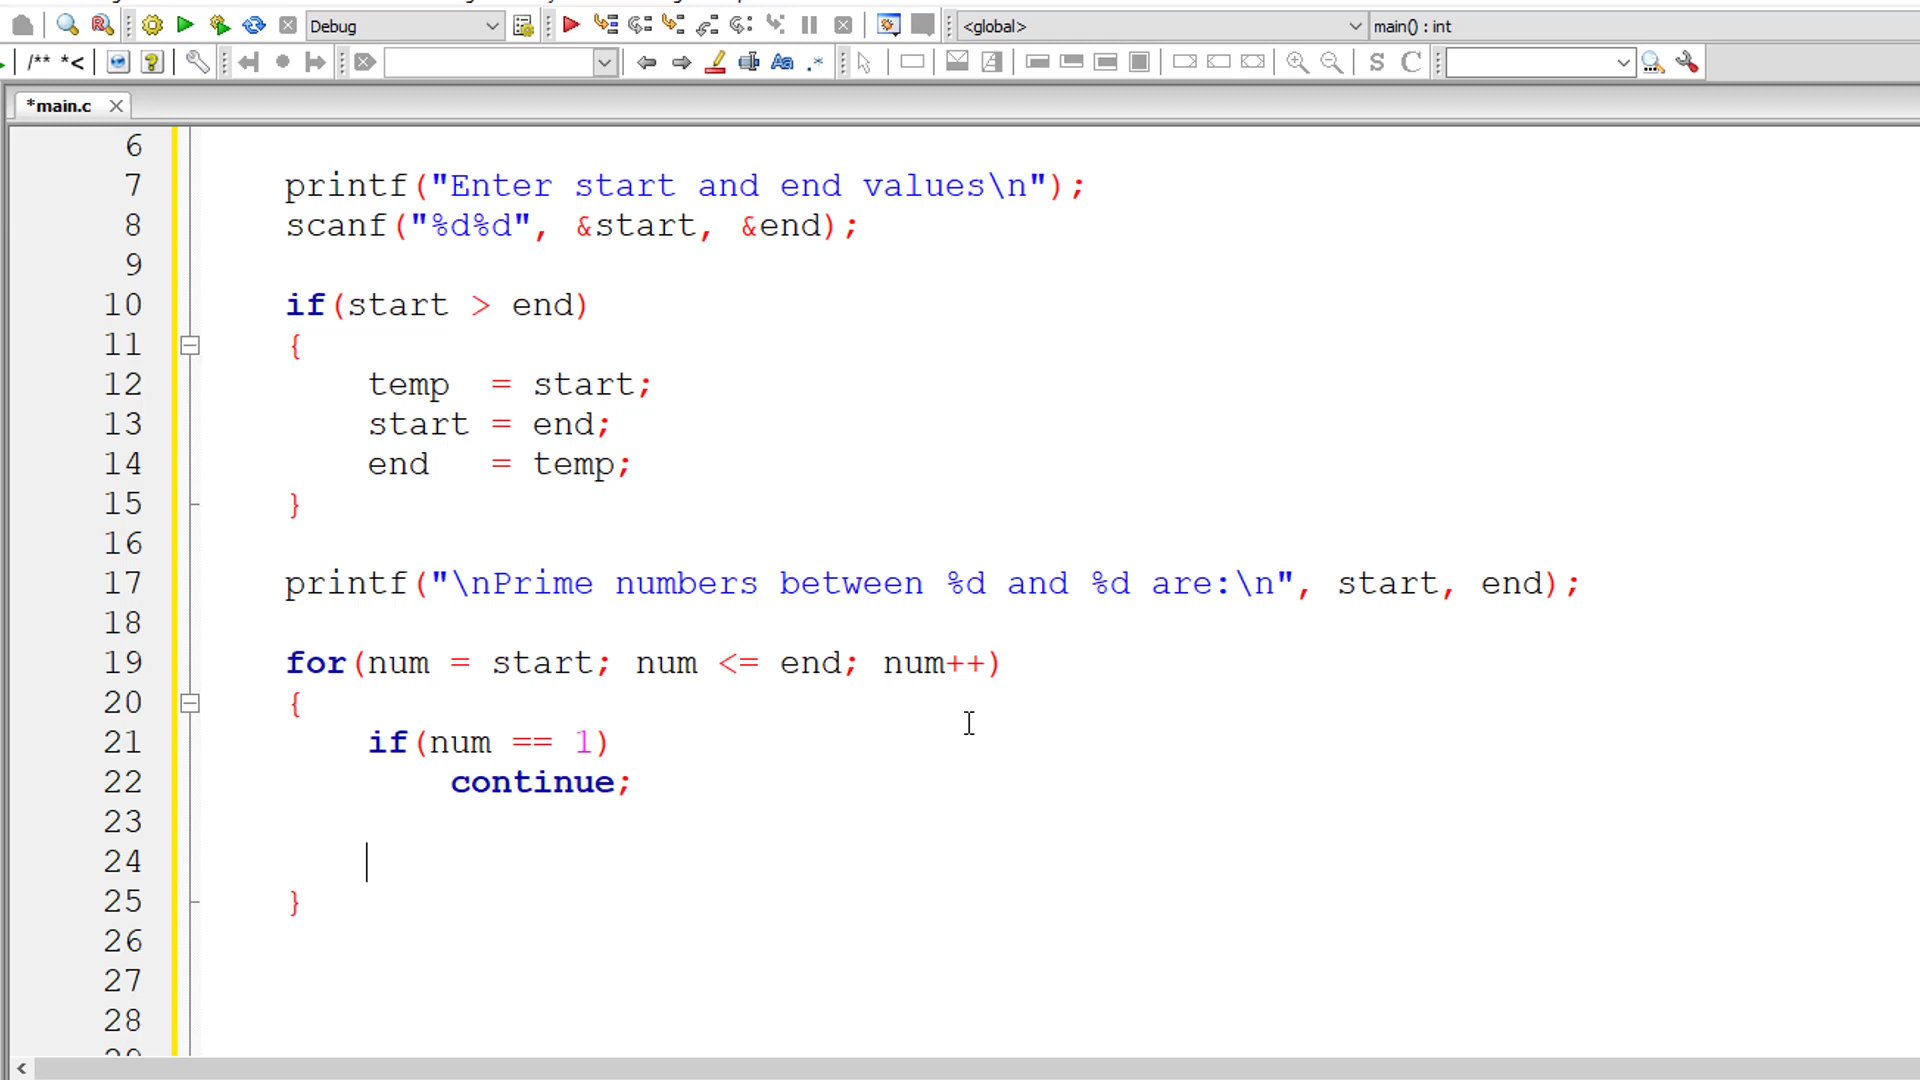 Debug
<global>
main() : int
/** *<
Aa
.*
S
C
*main.c
6
7 printf("Enter start and end values\n");
8 scanf("%d%d", &start, &end);
9
10 if(start > end)
11 {
12 temp = start;
13 start = end;
14 end = temp;
15 }
16
17 printf("\nPrime numbers between %d and %d are:\n", start, end);
18
19 for(num = start; num <= end; num++)
20 {
21 if(num == 1)
22 continue;
23
24
25 }
26
27
28